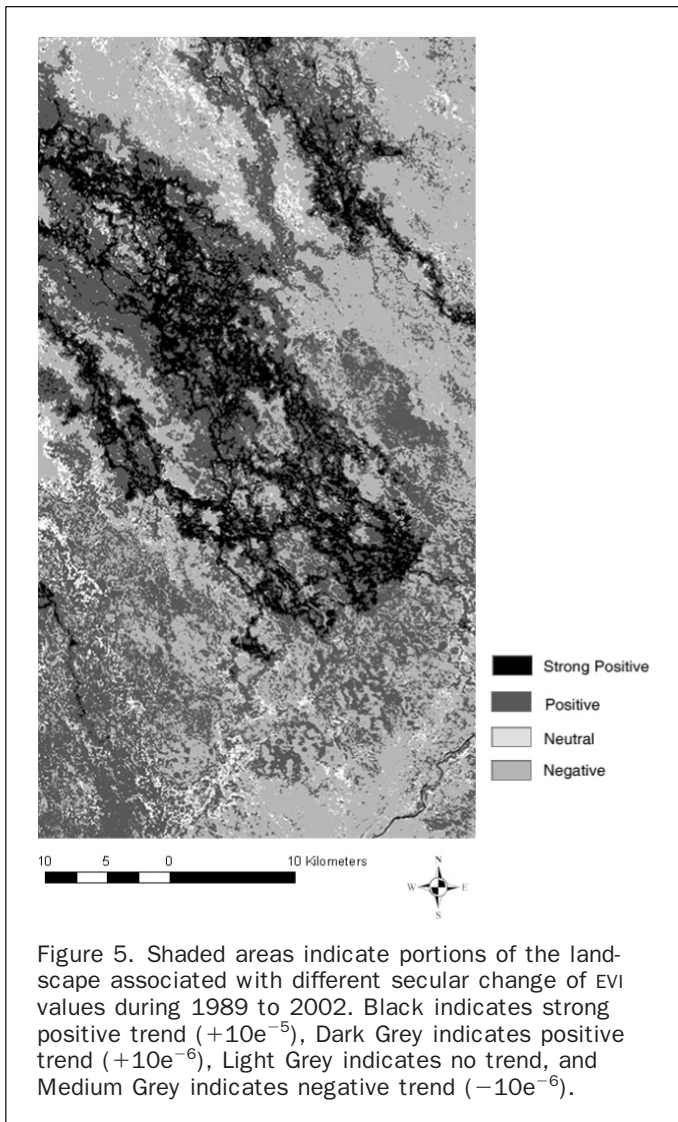 Strong Positive
Positive
Neutral
Negative
10 5 0 10 Kilometers
N
W E
S
Figure 5. Shaded areas indicate portions of the land-
scape associated with different secular change of EVI
values during 1989 to 2002. Black indicates strong
positive trend (+10e⁻⁵), Dark Grey indicates positive
trend (+10e⁻⁶), Light Grey indicates no trend, and
Medium Grey indicates negative trend (−10e⁻⁶).